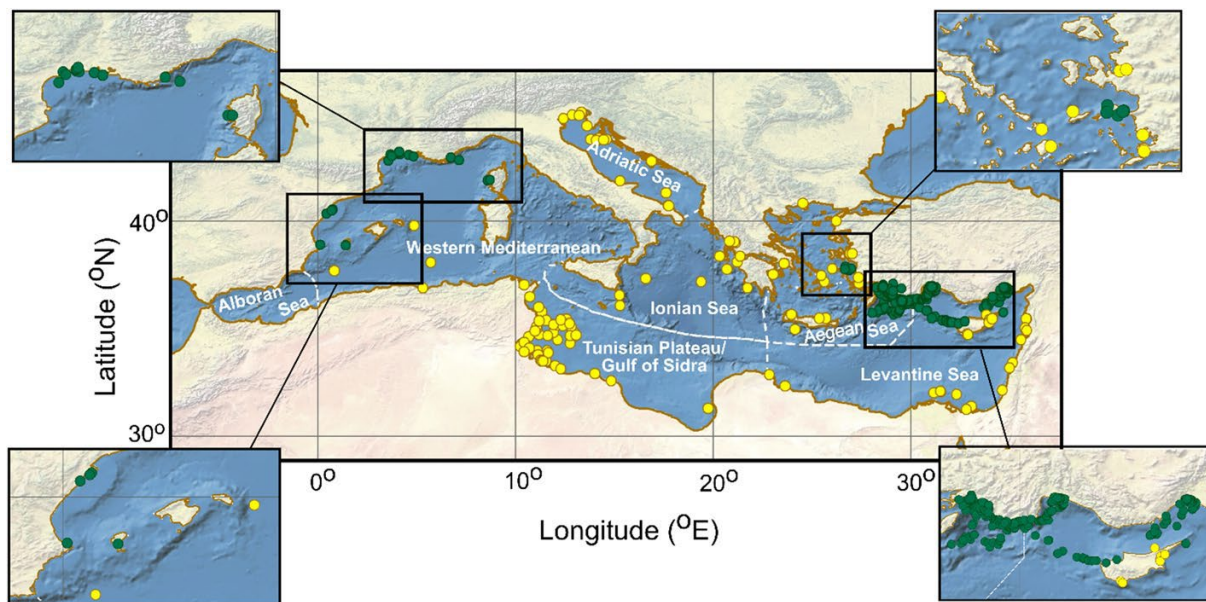 Adriatic Sea
40°
Western Mediterranean
Alboran
Sea
Ionian Sea
Aegean Sea
Tunisian Plateau/
Gulf of Sidra
Levantine Sea
30°
0°
10°
20°
30°
Latitude (°N)
Longitude (°E)